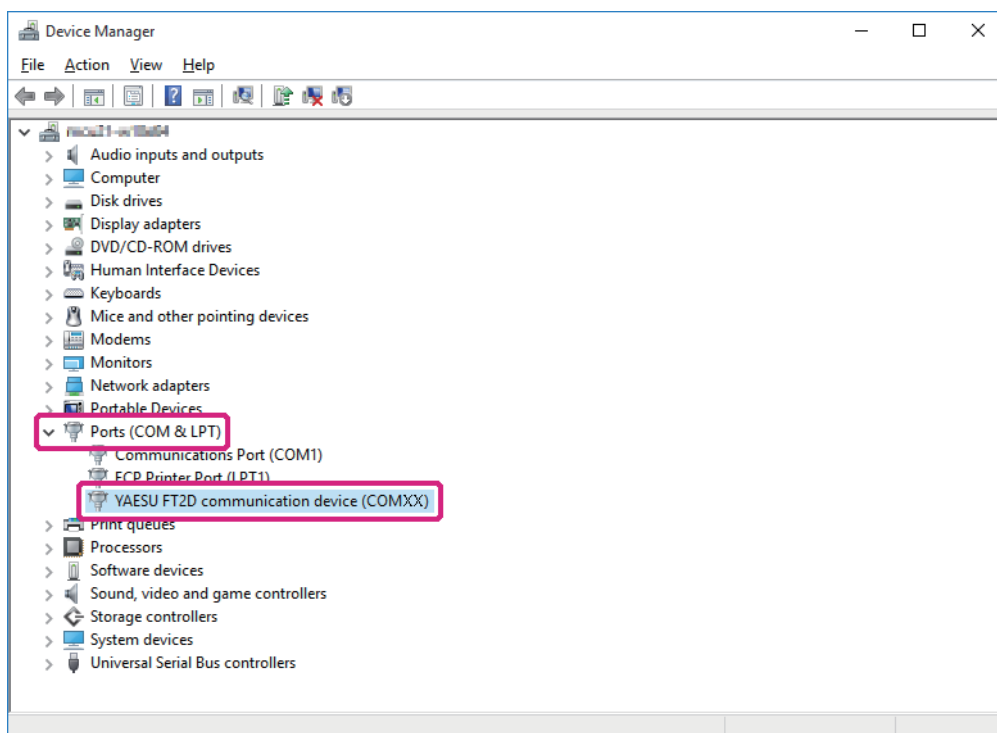 Device Manager
File Action View Help
Audio inputs and outputs
Computer
Disk drives
Display adapters
DVD/CD-ROM drives
Human Interface Devices
Keyboards
Mice and other pointing devices
Modems
Monitors
Network adapters
Portable Devices
Ports (COM & LPT)
Communications Port (COM1)
ECP Printer Port (LPT1)
YAESU FT2D communication device (COMXX)
Print queues
Processors
Software devices
Sound, video and game controllers
Storage controllers
System devices
Universal Serial Bus controllers